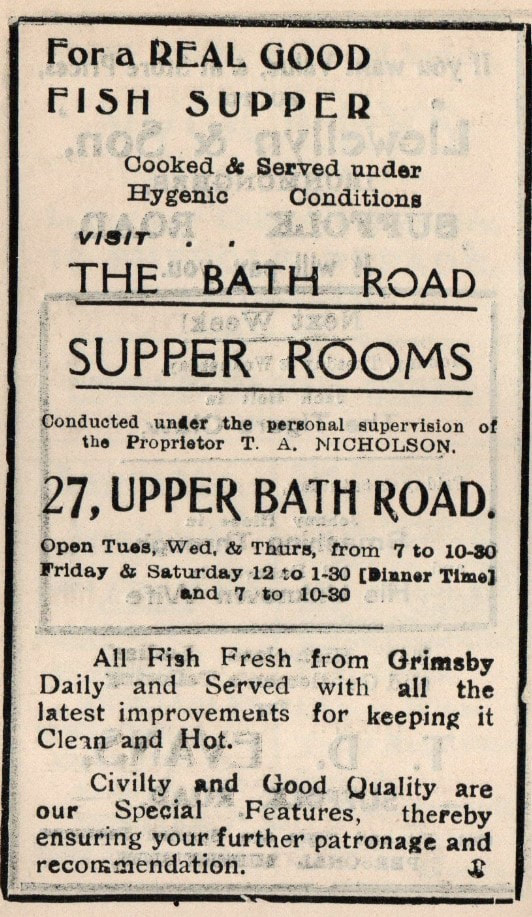 For a REAL GOOD
FISH SUPPER
Cooked & Served under
Hygenic Conditions
VISIT . .
THE BATH ROAD
SUPPER ROOMS
Conducted under the personal supervision of
the Proprietor T. A. NICHOLSON.
27, UPPER BATH ROAD.
Open Tues, Wed, & Thurs, from 7 to 10-30
Friday & Saturday 12 to 1-30 [Dinner Time]
and 7 to 10-30
All Fish Fresh from Grimsby
Daily and Served with all the
latest improvements for keeping it
Clean and Hot.
Civilty and Good Quality are
our Special Features, thereby
ensuring your further patronage and
recommendation.